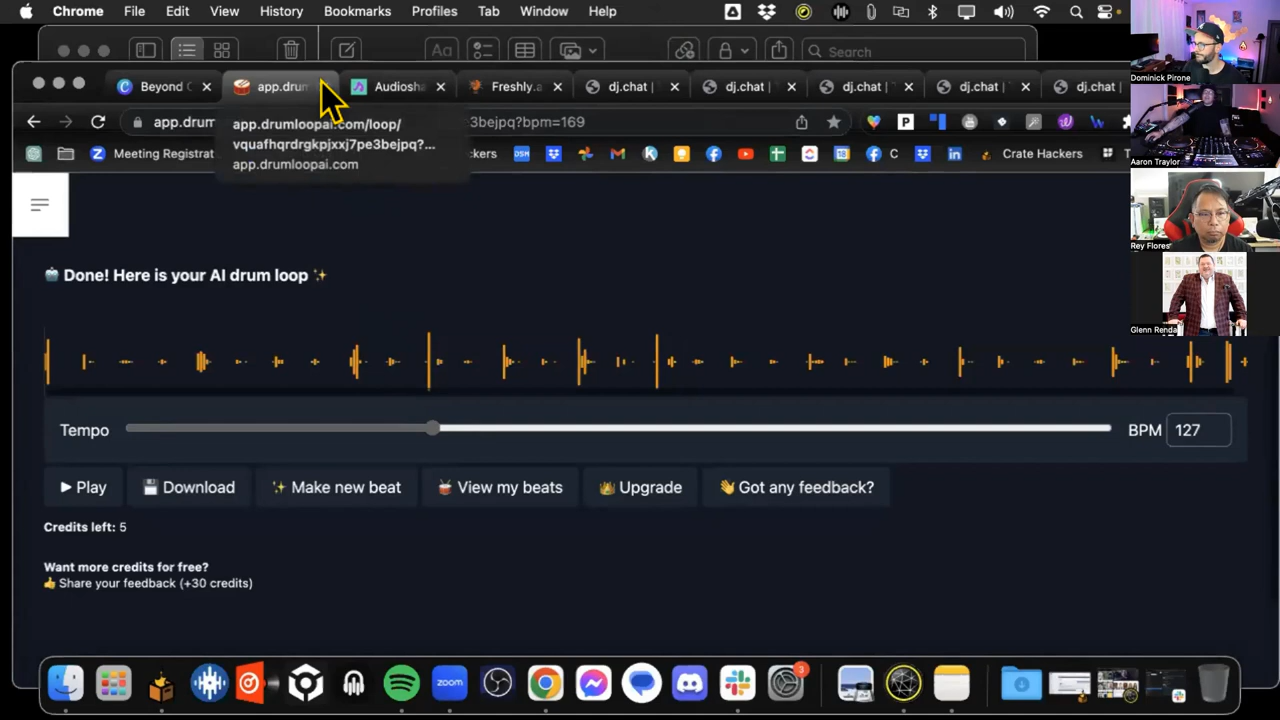 Chrome File Edit View History Bookmarks Profiles Tab Window Help
Aa
Search
Beyond
app.drum
Audiosha
Freshly.a
dj.chat |
dj.chat |
dj.chat |
dj.chat |
dj.chat |
app.drum
3bejpq?bpm=169
app.drumloopai.com/loop/
vquafhqrdrgkpjxxj7pe3bejpq?...
app.drumloopai.com
Meeting Registrat
ckers
DSM
C
Crate Hackers
Dominick Pirone
Aaron Traylor
Rey Flores
Glenn Renda
Done! Here is your AI drum loop
Tempo
BPM 127
Play
Download
Make new beat
View my beats
Upgrade
Got any feedback?
Credits left: 5
Want more credits for free?
Share your feedback (+30 credits)
zoom
3